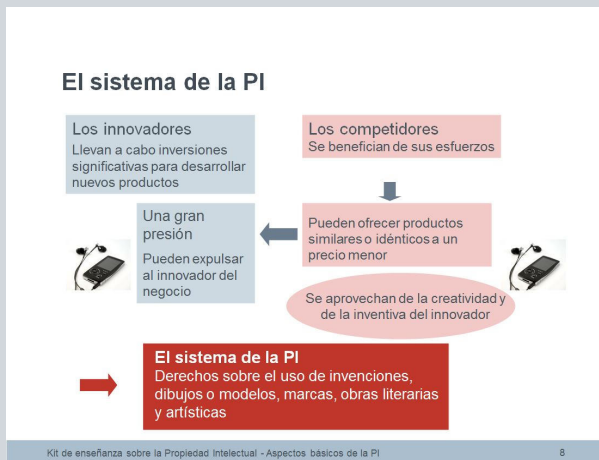 El sistema de la PI
Los innovadores
Llevan a cabo inversiones
significativas para desarrollar
nuevos productos
Los competidores
Se benefician de sus esfuerzos
Una gran
presión
Pueden expulsar
al innovador del
negocio
Pueden ofrecer productos
similares o idénticos a un
precio menor
Se aprovechan de la creatividad y
de la inventiva del innovador
El sistema de la PI
Derechos sobre el uso de invenciones,
dibujos o modelos, marcas, obras literarias
y artísticas
Kit de enseñanza sobre la Propiedad Intelectual - Aspectos básicos de la PI
8